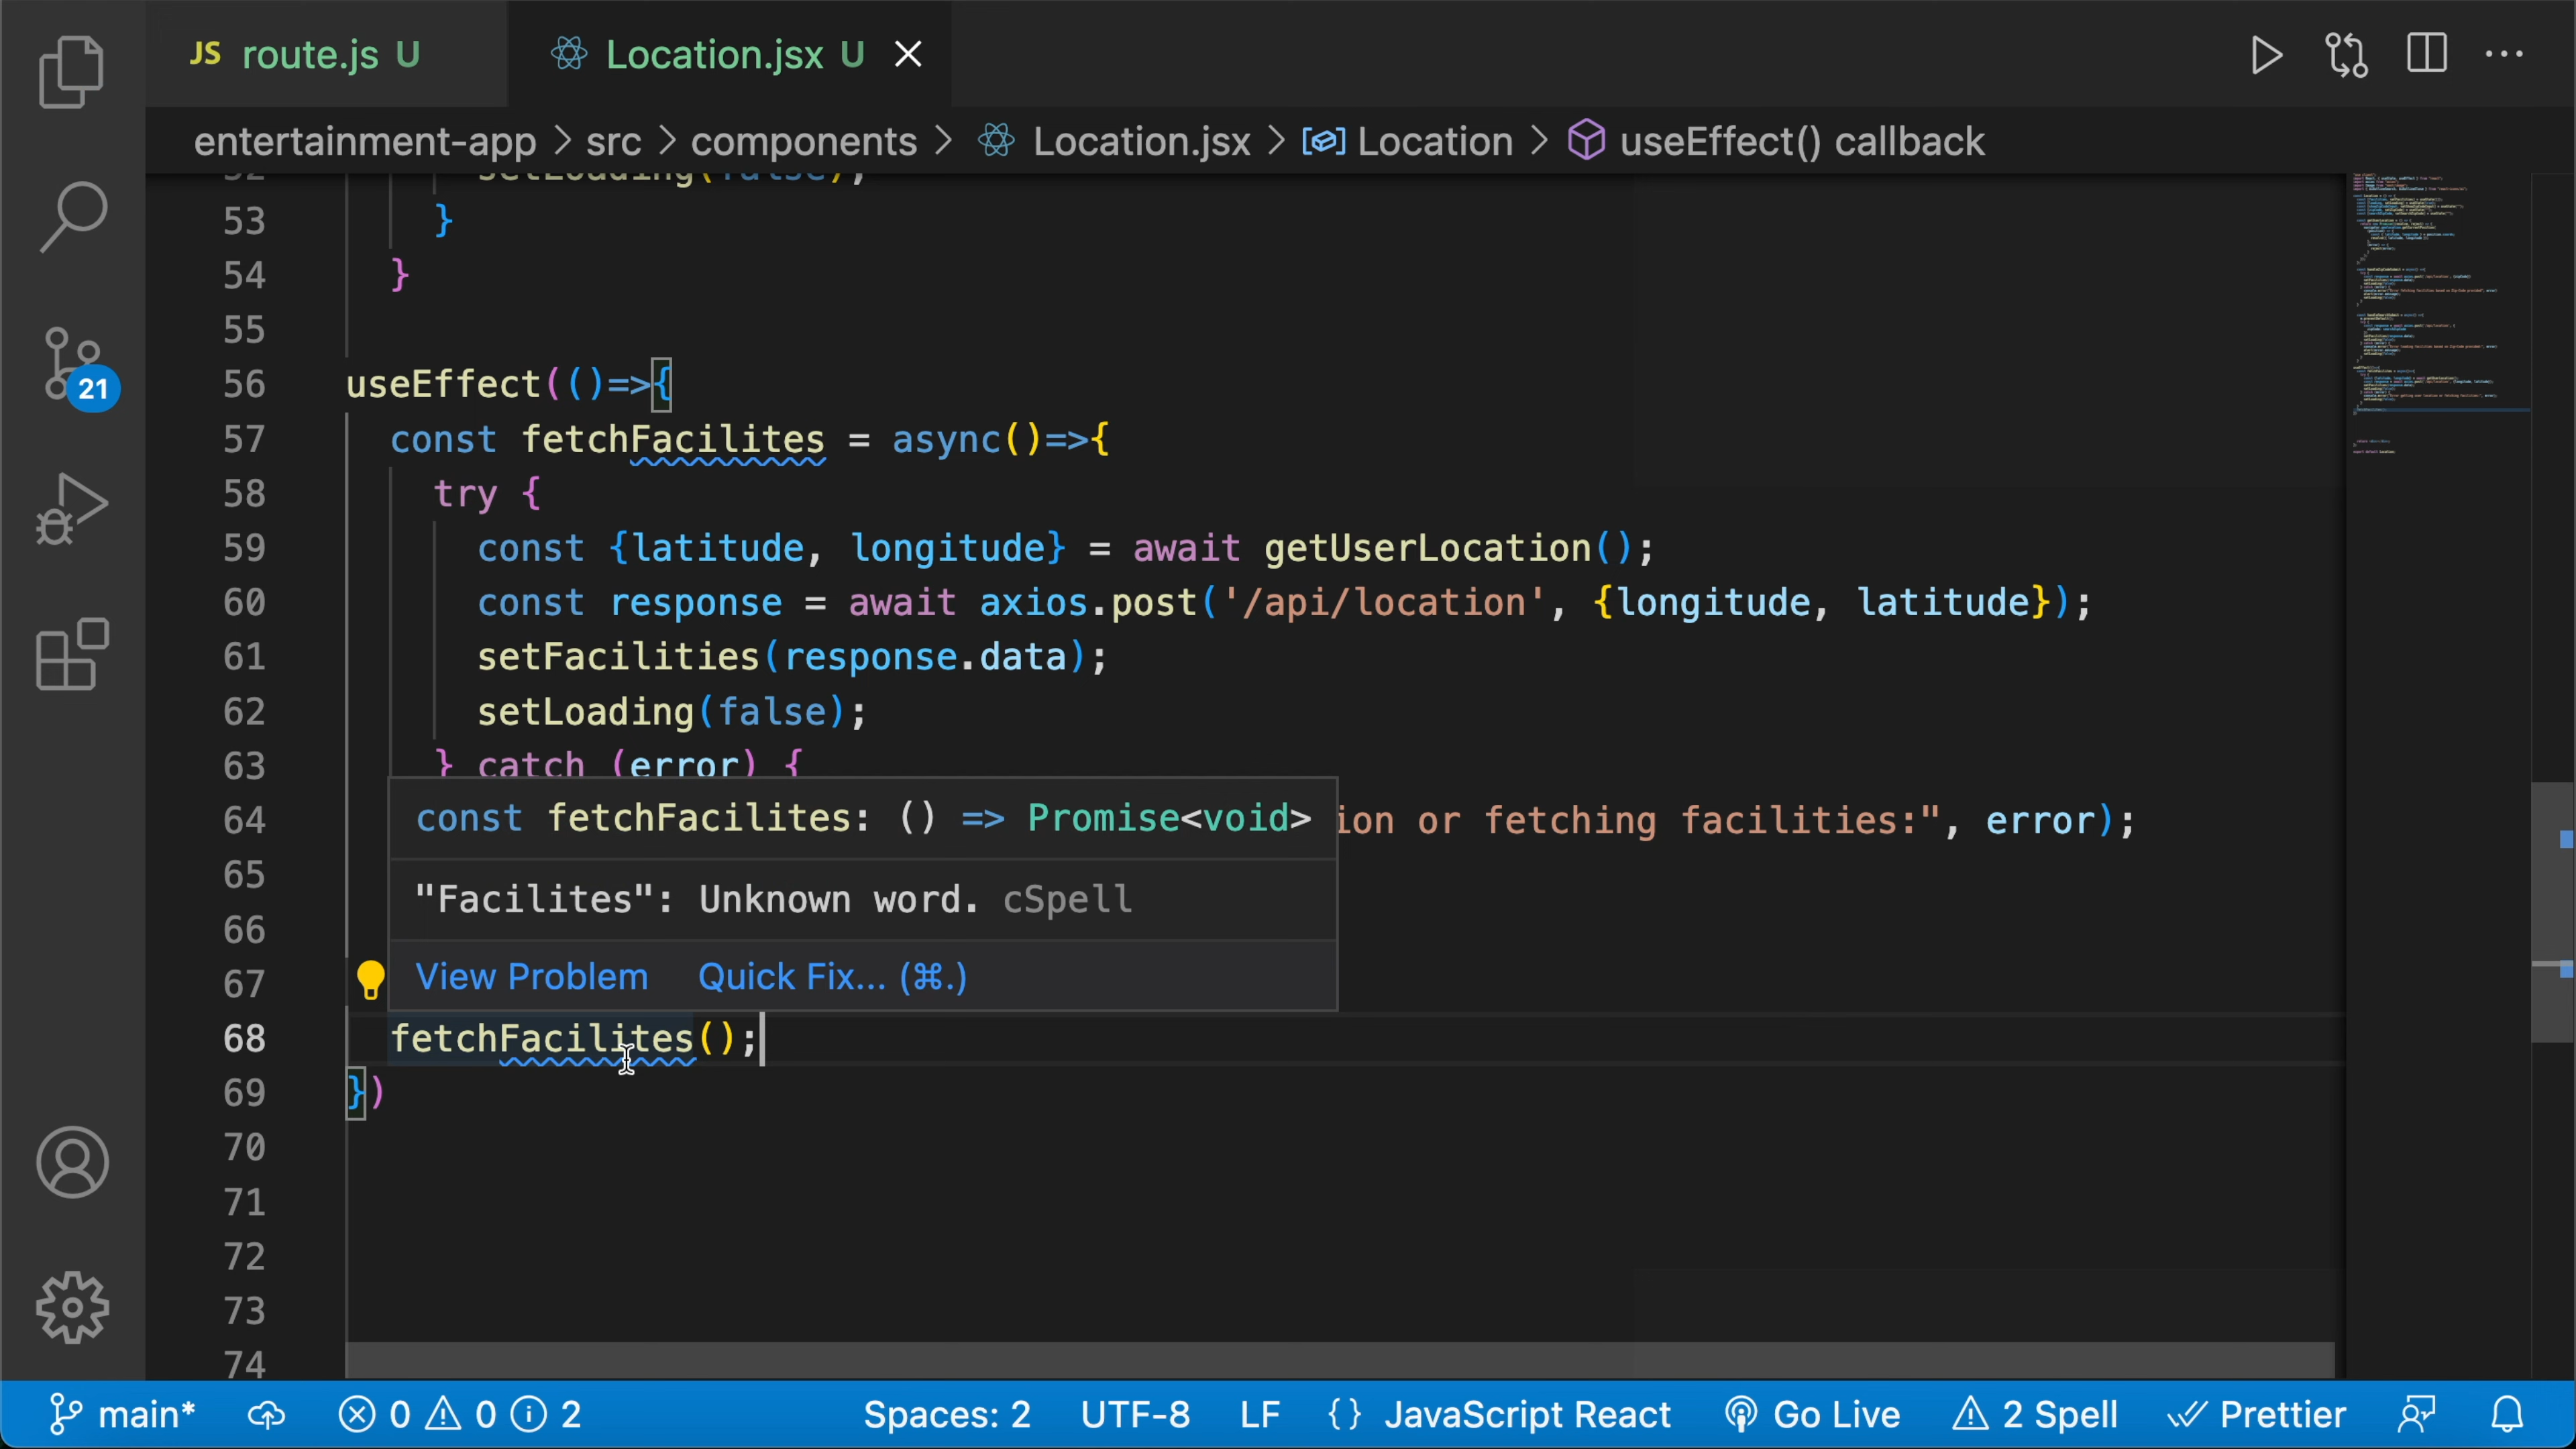 JS route.js U
Location.jsx U
entertainment-app > src > components > Location.jsx > Location > useEffect() callback
52 setLoading(false);
53 }
54 }
55
56 useEffect(()=>{
57 const fetchFacilites = async()=>{
58 try {
59 const {latitude, longitude} = await getUserLocation();
60 const response = await axios.post('/api/location', {longitude, latitude});
61 setFacilities(response.data);
62 setLoading(false);
63 } catch (error) {
const fetchFacilites: () => Promise<void>
64 ion or fetching facilities:", error);
65
"Facilites": Unknown word. cSpell
66
67
View Problem Quick Fix... (⌘.)
68 fetchFacilites();
69 })
70
71
72
73
74
21
main* 0 0 2 Spaces: 2 UTF-8 LF {} JavaScript React Go Live 2 Spell Prettier